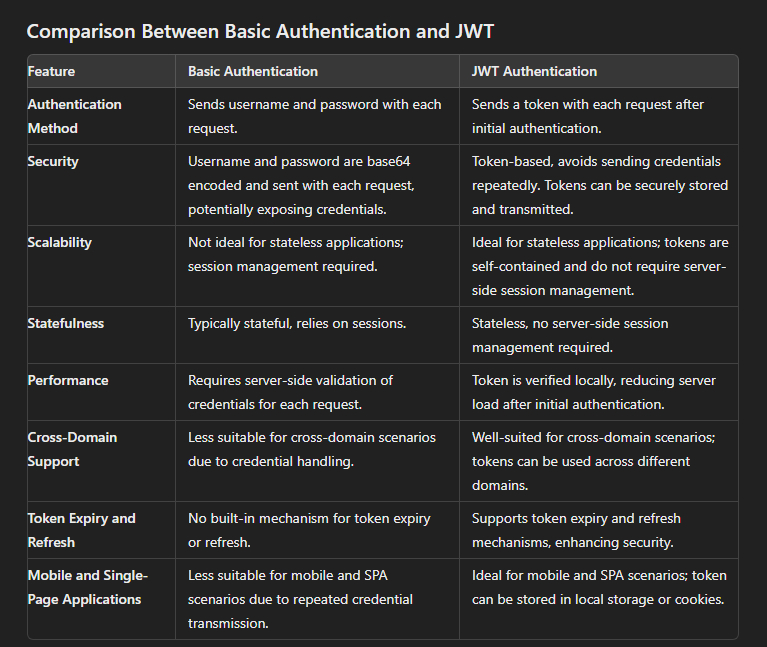 Comparison Between Basic Authentication and JWT
Feature
Basic Authentication
JWT Authentication
Authentication
Method
Sends username and password with each
request.
Sends a token with each request after
initial authentication.
Security
Username and password are base64
encoded and sent with each request,
potentially exposing credentials.
Token-based, avoids sending credentials
repeatedly. Tokens can be securely stored
and transmitted.
Scalability
Not ideal for stateless applications;
session management required.
Ideal for stateless applications; tokens are
self-contained and do not require server-
side session management.
Statefulness
Typically stateful, relies on sessions.
Stateless, no server-side session
management required.
Performance
Requires server-side validation of
credentials for each request.
Token is verified locally, reducing server
load after initial authentication.
Cross-Domain
Support
Less suitable for cross-domain scenarios
due to credential handling.
Well-suited for cross-domain scenarios;
tokens can be used across different
domains.
Token Expiry and
Refresh
No built-in mechanism for token expiry
or refresh.
Supports token expiry and refresh
mechanisms, enhancing security.
Mobile and Single-
Page Applications
Less suitable for mobile and SPA
scenarios due to repeated credential
transmission.
Ideal for mobile and SPA scenarios; token
can be stored in local storage or cookies.